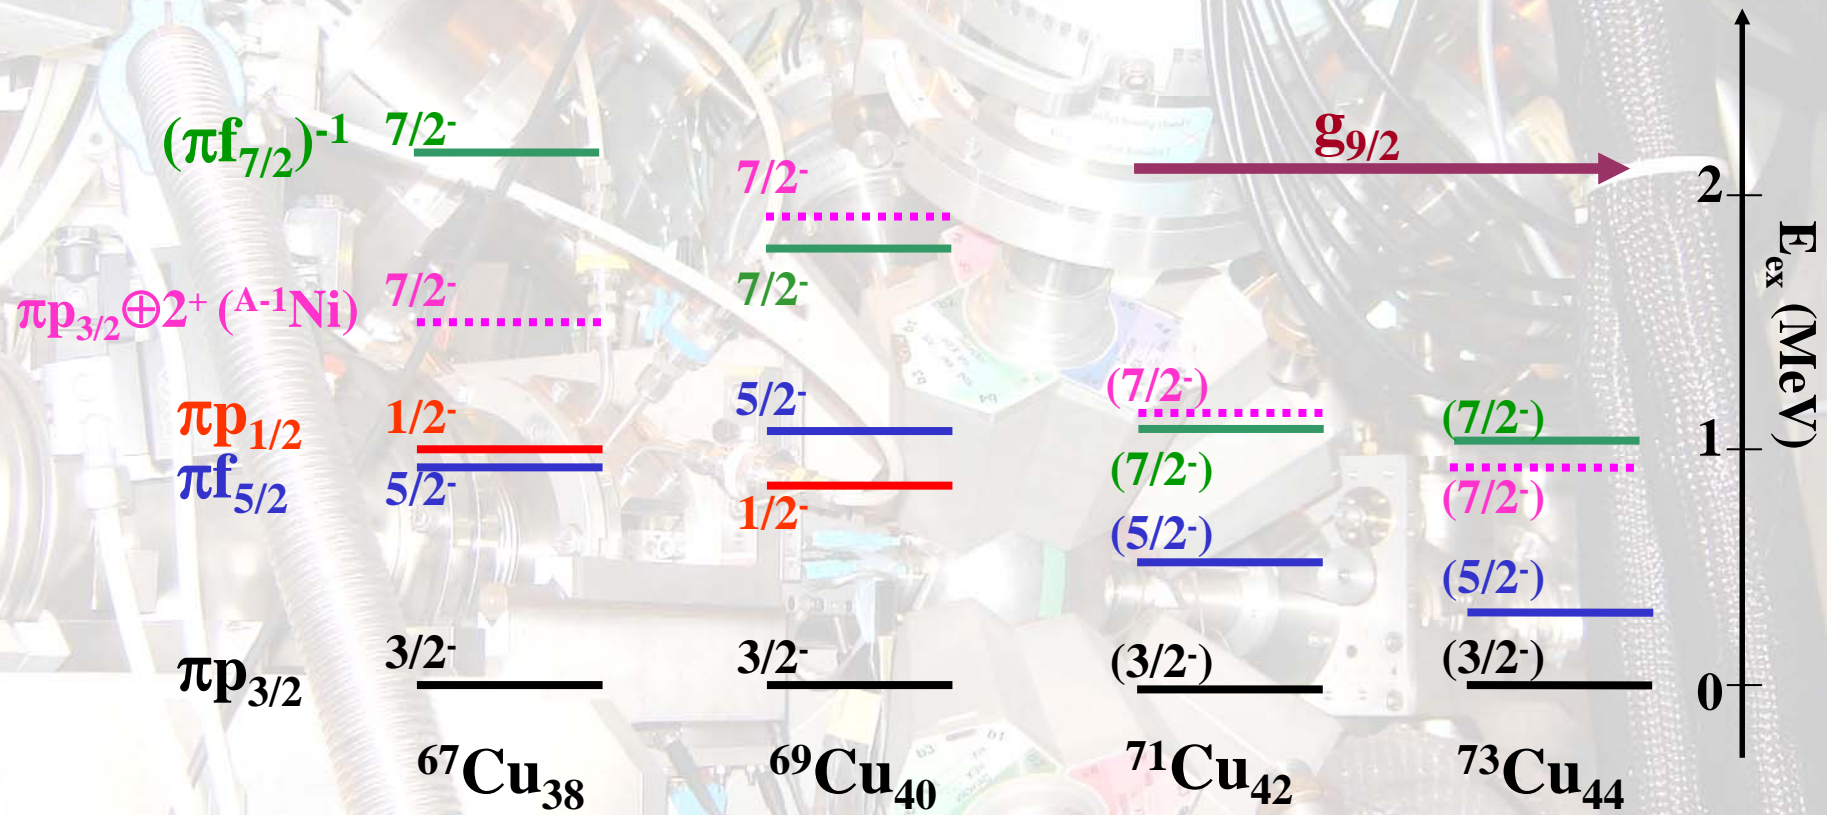 (πf7/2)-1 7/2-
g9/2
7/2-
2
7/2-
7/2-
πp3/2⊕2+ (A-1Ni)
Eex (MeV)
πp1/2 1/2-
5/2-
(7/2-)
(7/2-)
1
πf5/2 5/2-
1/2-
(7/2-)
(7/2-)
(5/2-)
(5/2-)
πp3/2 3/2-
3/2-
(3/2-)
(3/2-)
0
67Cu38
69Cu40
71Cu42
73Cu44